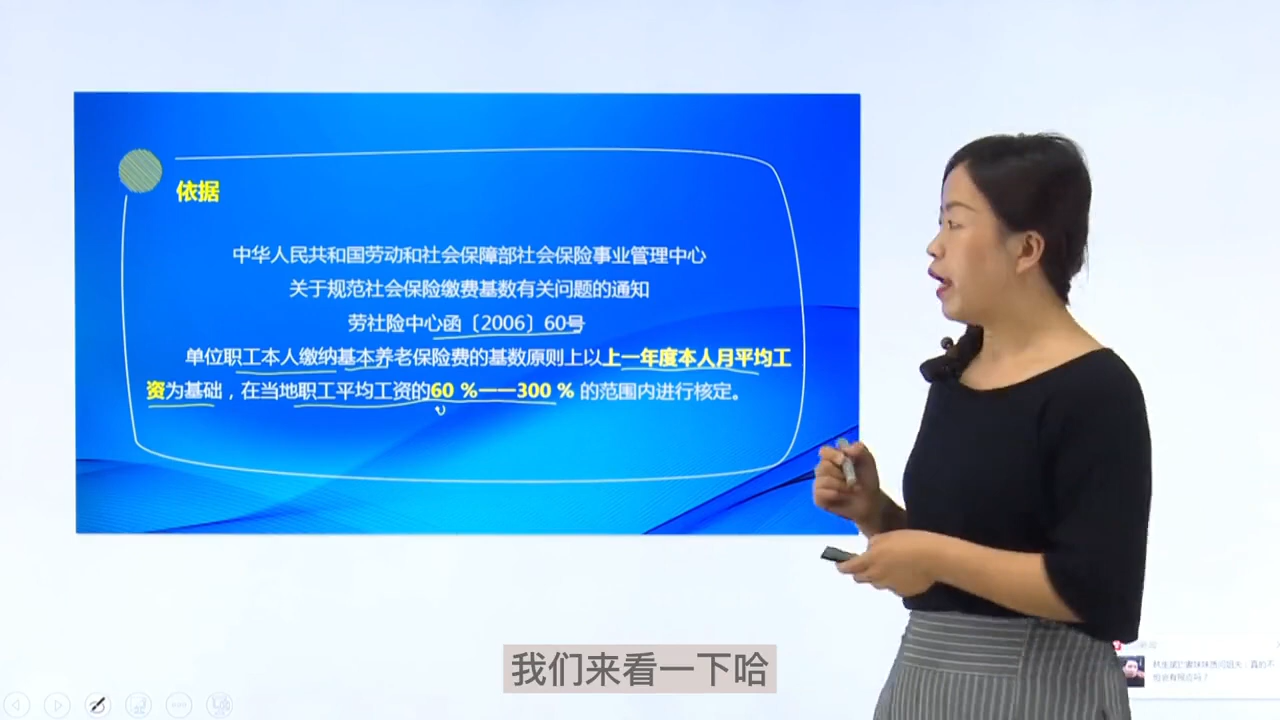 依据
中华人民共和国劳动和社会保障部社会保险事业管理中心
关于规范社会保险缴费基数有关问题的通知
劳社险中心函〔2006〕60号
单位职工本人缴纳基本养老保险费的基数原则上以上一年度本人月平均工
资为基础，在当地职工平均工资的60 %——300 % 的范围内进行核定。
我们来看一下哈